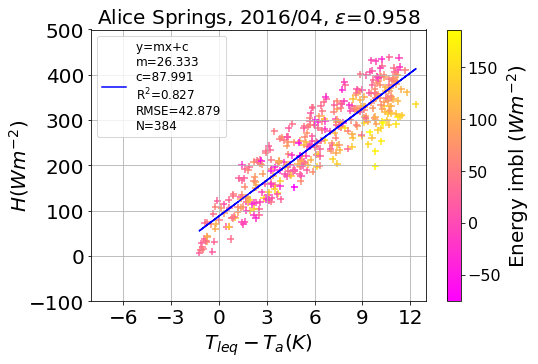 Alice Springs, 2016/04, ε=0.958
y=mx+c
m=26.333
c=87.991
R²=0.827
RMSE=42.879
N=384
500
400
300
200
100
0
−100
H(Wm⁻²)
−6
−3
0
3
6
9
12
T_leq − T_a(K)
150
100
50
0
−50
Energy imbl (Wm⁻²)